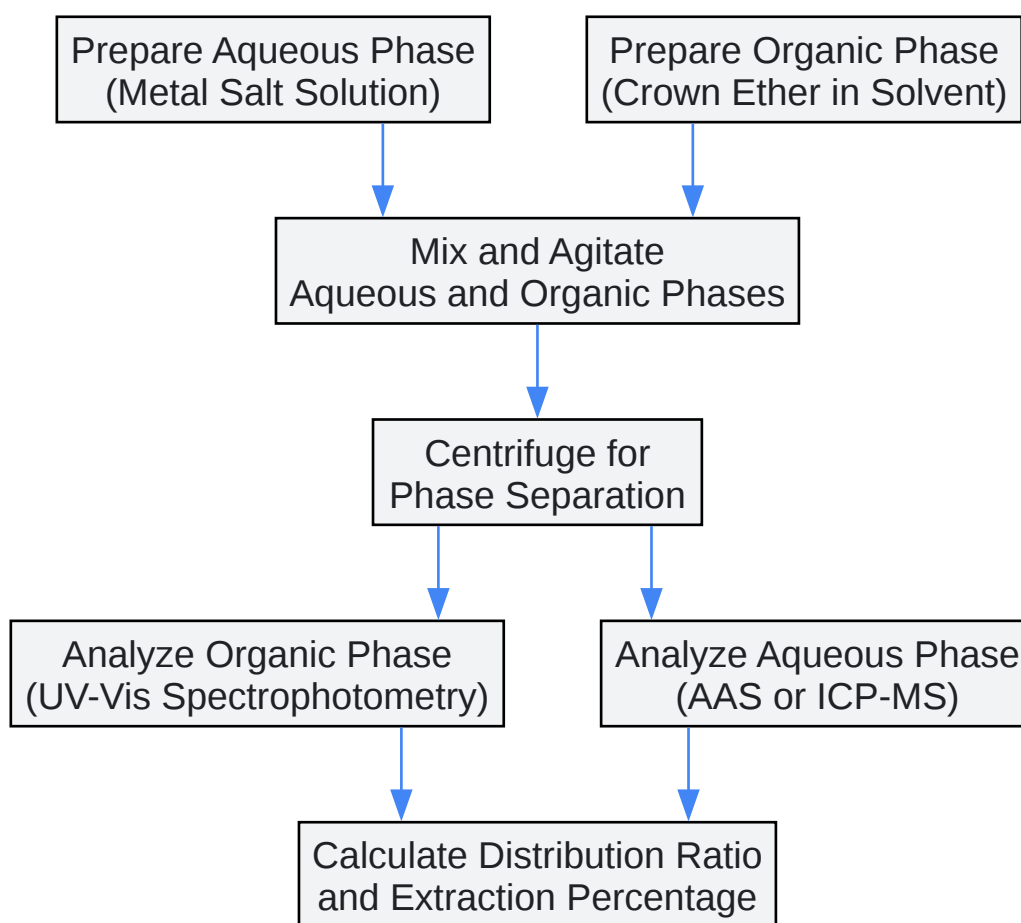 Prepare Aqueous Phase
(Metal Salt Solution)
Prepare Organic Phase
(Crown Ether in Solvent)
Mix and Agitate
Aqueous and Organic Phases
Centrifuge for
Phase Separation
Analyze Organic Phase
(UV-Vis Spectrophotometry)
Analyze Aqueous Phase
(AAS or ICP-MS)
Calculate Distribution Ratio
and Extraction Percentage